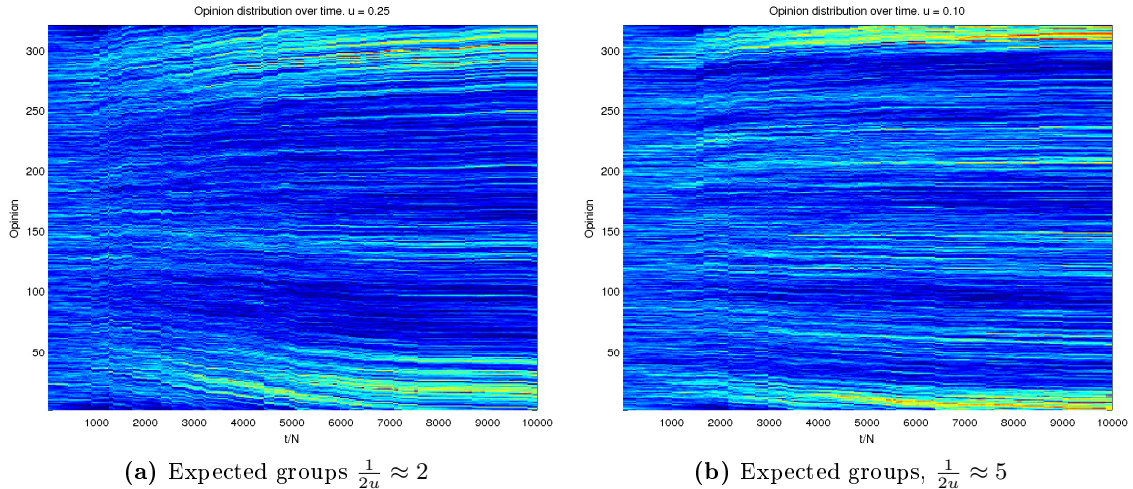 Opinion distribution over time. u = 0.25
300
250
200
150
100
50
Opinion
1000 2000 3000 4000 5000 6000 7000 8000 9000 10000
t/N
(a) Expected groups 1/2u ≈ 2
Opinion distribution over time. u = 0.10
300
250
200
150
100
50
Opinion
1000 2000 3000 4000 5000 6000 7000 8000 9000 10000
t/N
(b) Expected groups, 1/2u ≈ 5